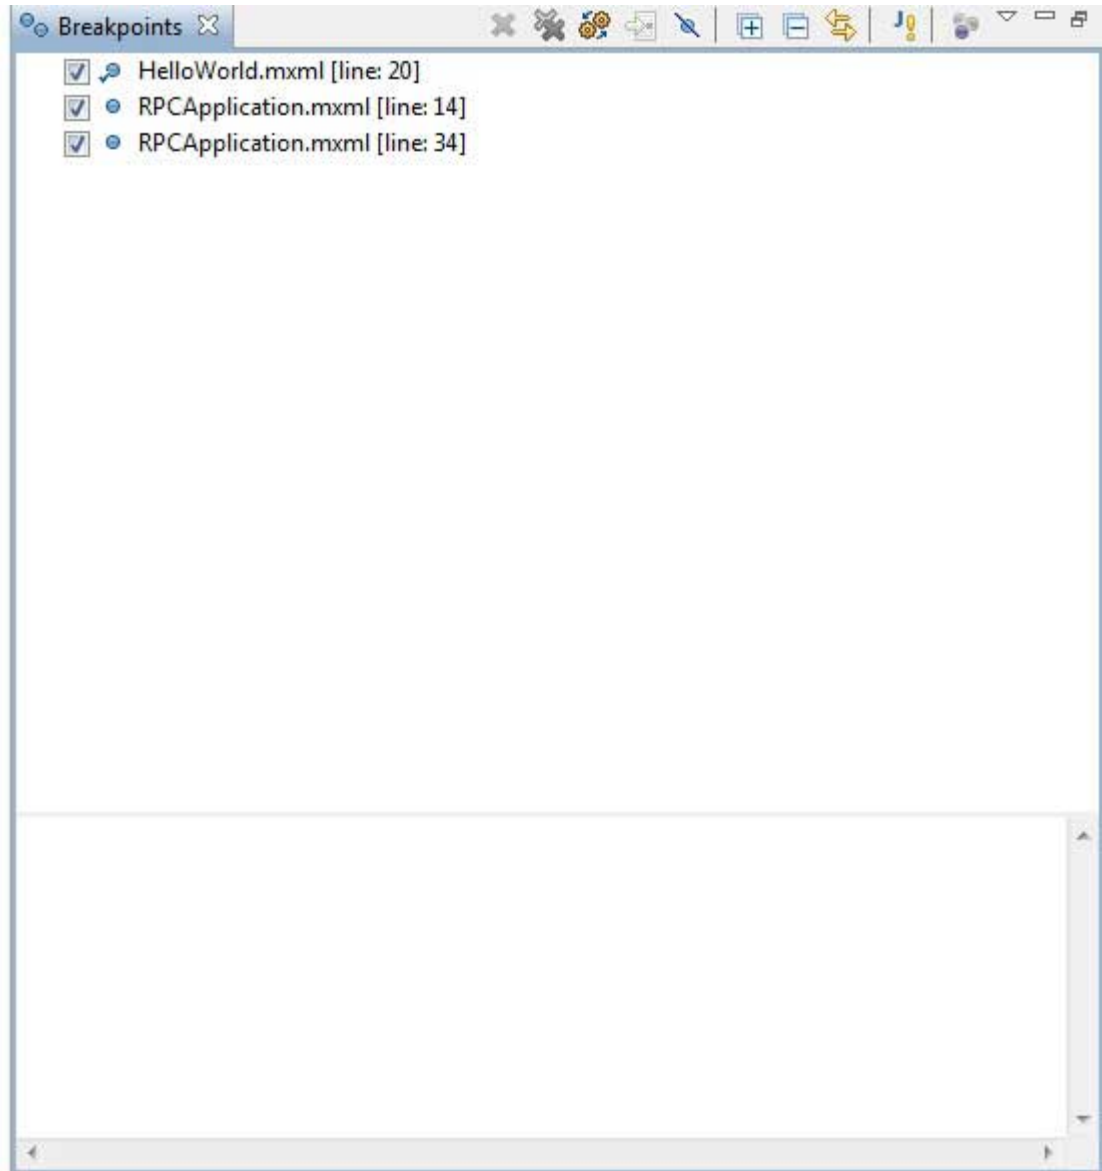 Breakpoints
HelloWorld.mxml [line: 20]
RPCApplication.mxml [line: 14]
RPCApplication.mxml [line: 34]